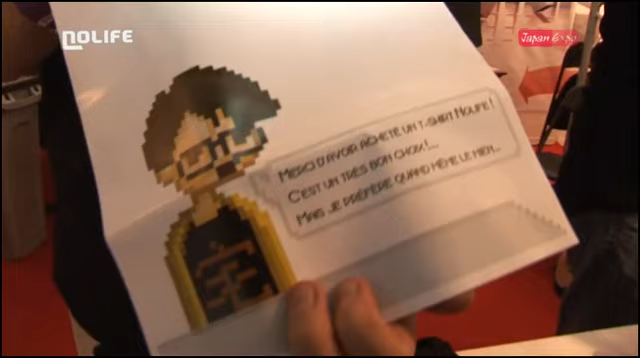 NOLIFE
Japan Expo
MERCI D'AVOIR ACHETÉ UN T-SHIRT NOLIFE !
C'EST UN TRÈS BON CHOIX !...
MAIS JE PRÉFÈRE QUAND MÊME LE MIEN...
宅